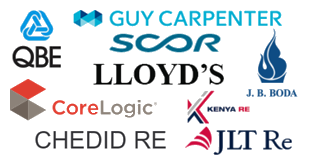 GUY CARPENTER
QBE
SCOR
LLOYD'S
J. B. BODA
CoreLogic
KENYA RE
CHEDID RE
JLT Re